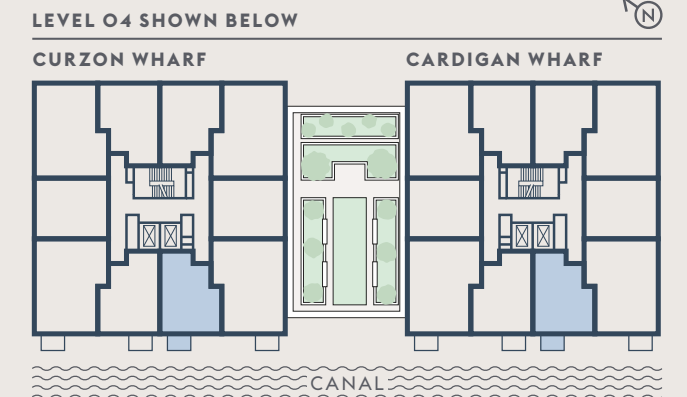 LEVEL 04 SHOWN BELOW
N
CURZON WHARF
CARDIGAN WHARF
CANAL